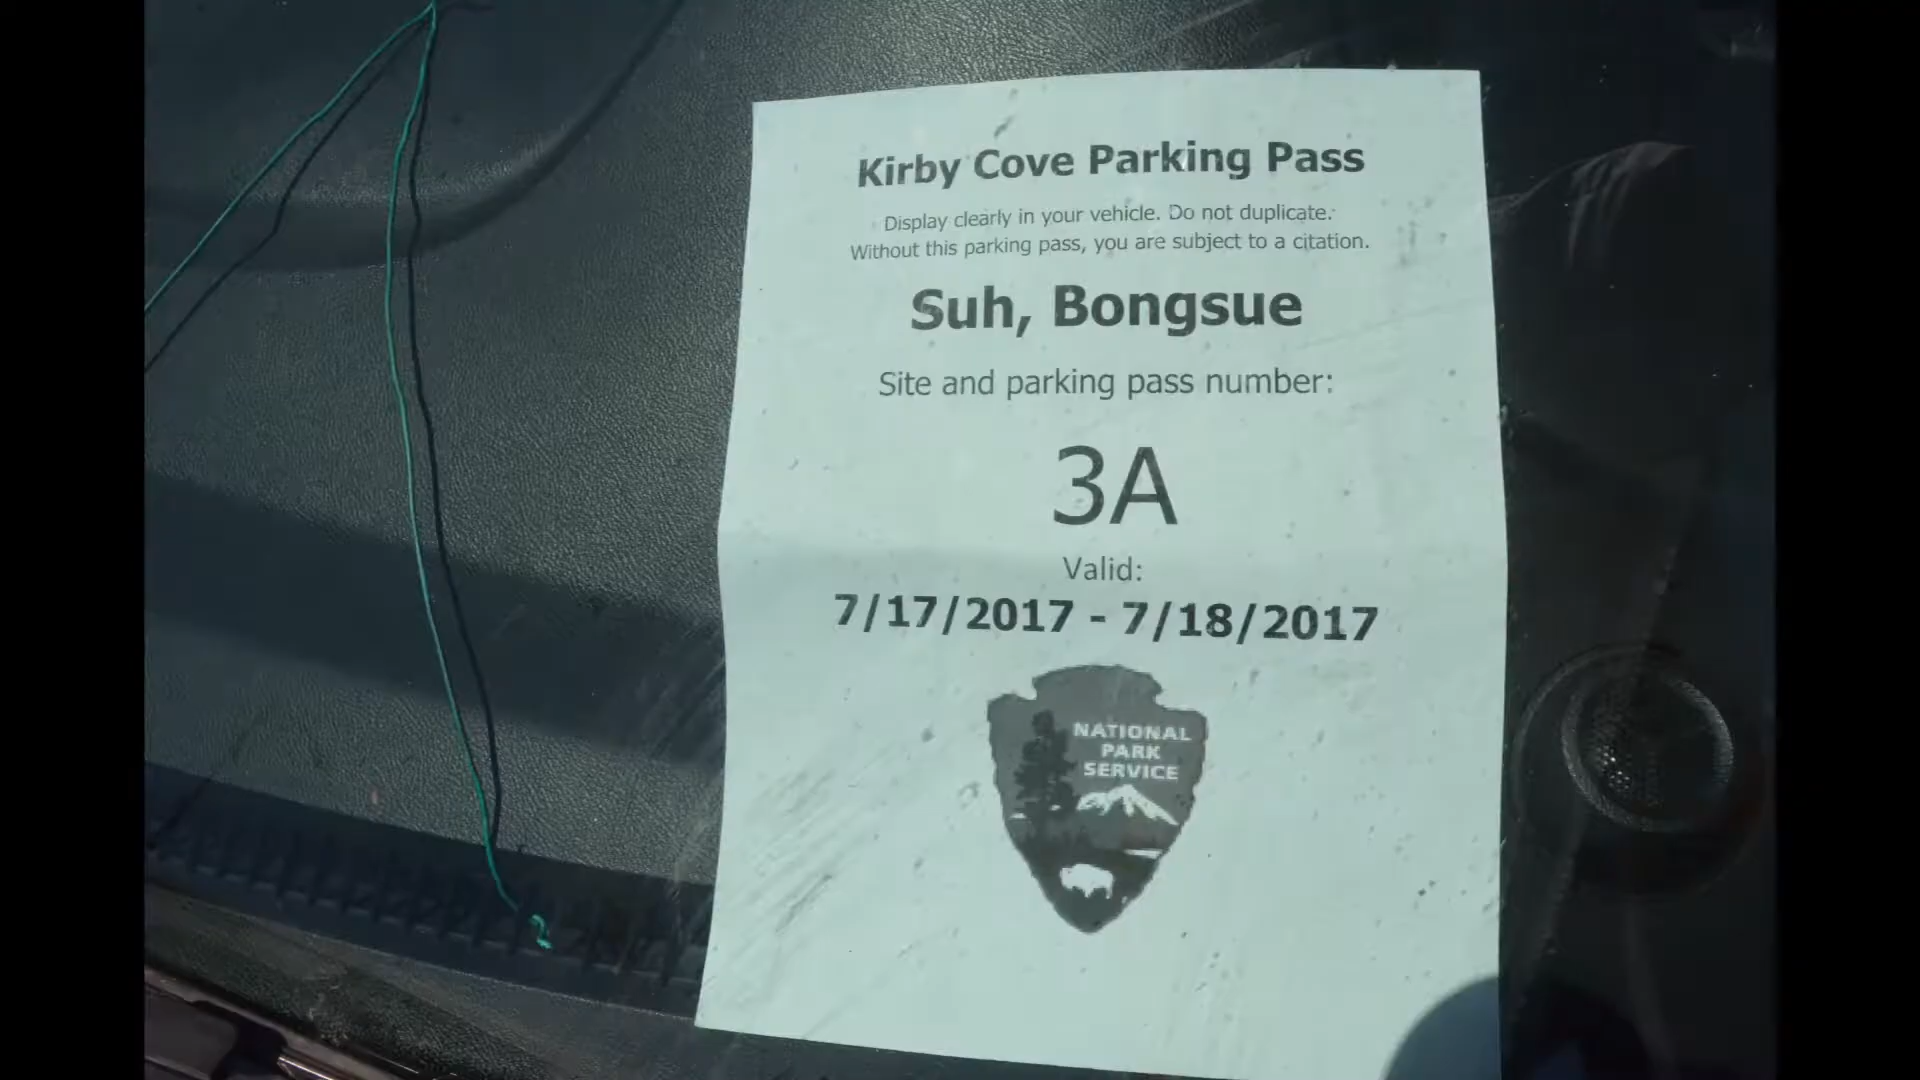 Kirby Cove Parking Pass
Display clearly in your vehicle. Do not duplicate.
Without this parking pass, you are subject to a citation.
Suh, Bongsue
Site and parking pass number:
3A
Valid:
7/17/2017 - 7/18/2017
NATIONAL
PARK
SERVICE